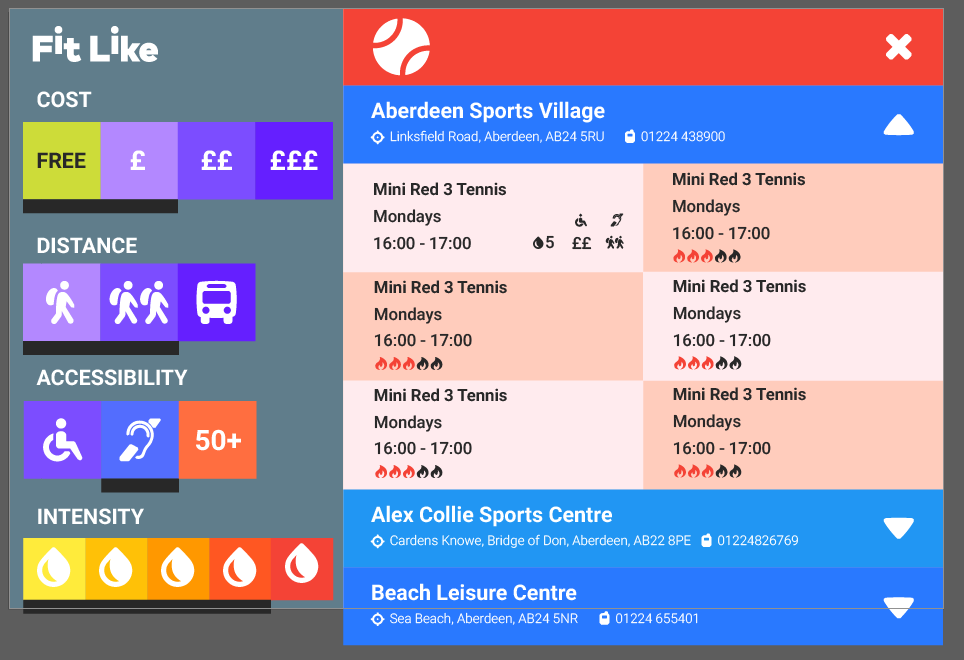 Fit Like
COST
FREE £ ££ £££
DISTANCE
ACCESSIBILITY
50+
INTENSITY
Aberdeen Sports Village
Linksfield Road, Aberdeen, AB24 5RU 01224 438900
Mini Red 3 Tennis
Mondays
16:00 - 17:00 5 ££
Mini Red 3 Tennis
Mondays
16:00 - 17:00
Mini Red 3 Tennis
Mondays
16:00 - 17:00
Mini Red 3 Tennis
Mondays
16:00 - 17:00
Mini Red 3 Tennis
Mondays
16:00 - 17:00
Mini Red 3 Tennis
Mondays
16:00 - 17:00
Alex Collie Sports Centre
Cardens Knowe, Bridge of Don, Aberdeen, AB22 8PE 01224826769
Beach Leisure Centre
Sea Beach, Aberdeen, AB24 5NR 01224 655401